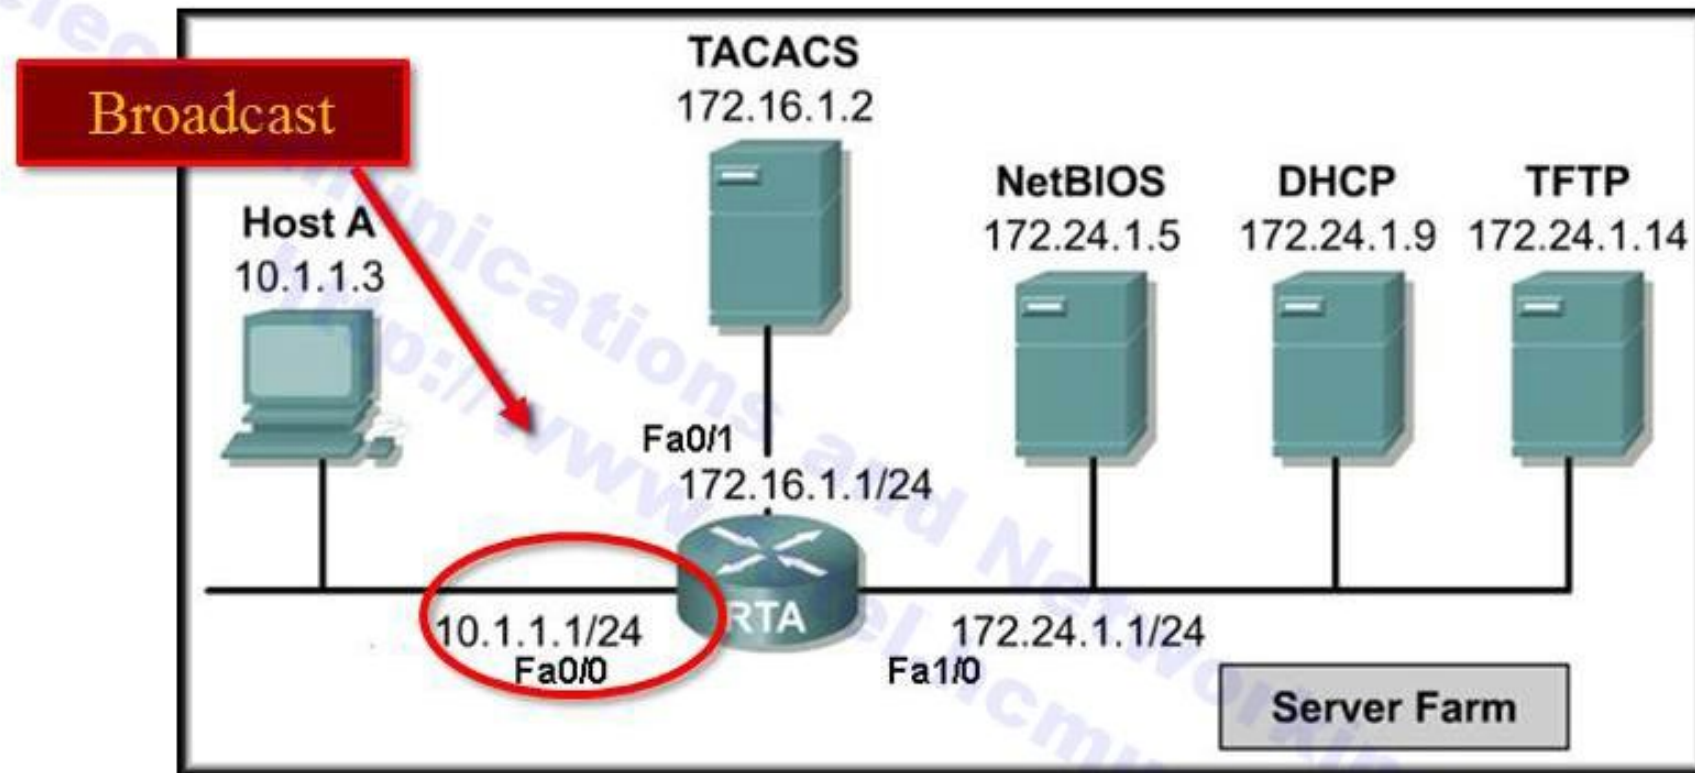 Broadcast
TACACS
172.16.1.2
Host A
10.1.1.3
NetBIOS
172.24.1.5
DHCP
172.24.1.9
TFTP
172.24.1.14
Fa0/1
172.16.1.1/24
RTA
10.1.1.1/24
Fa0/0
172.24.1.1/24
Fa1/0
Server Farm